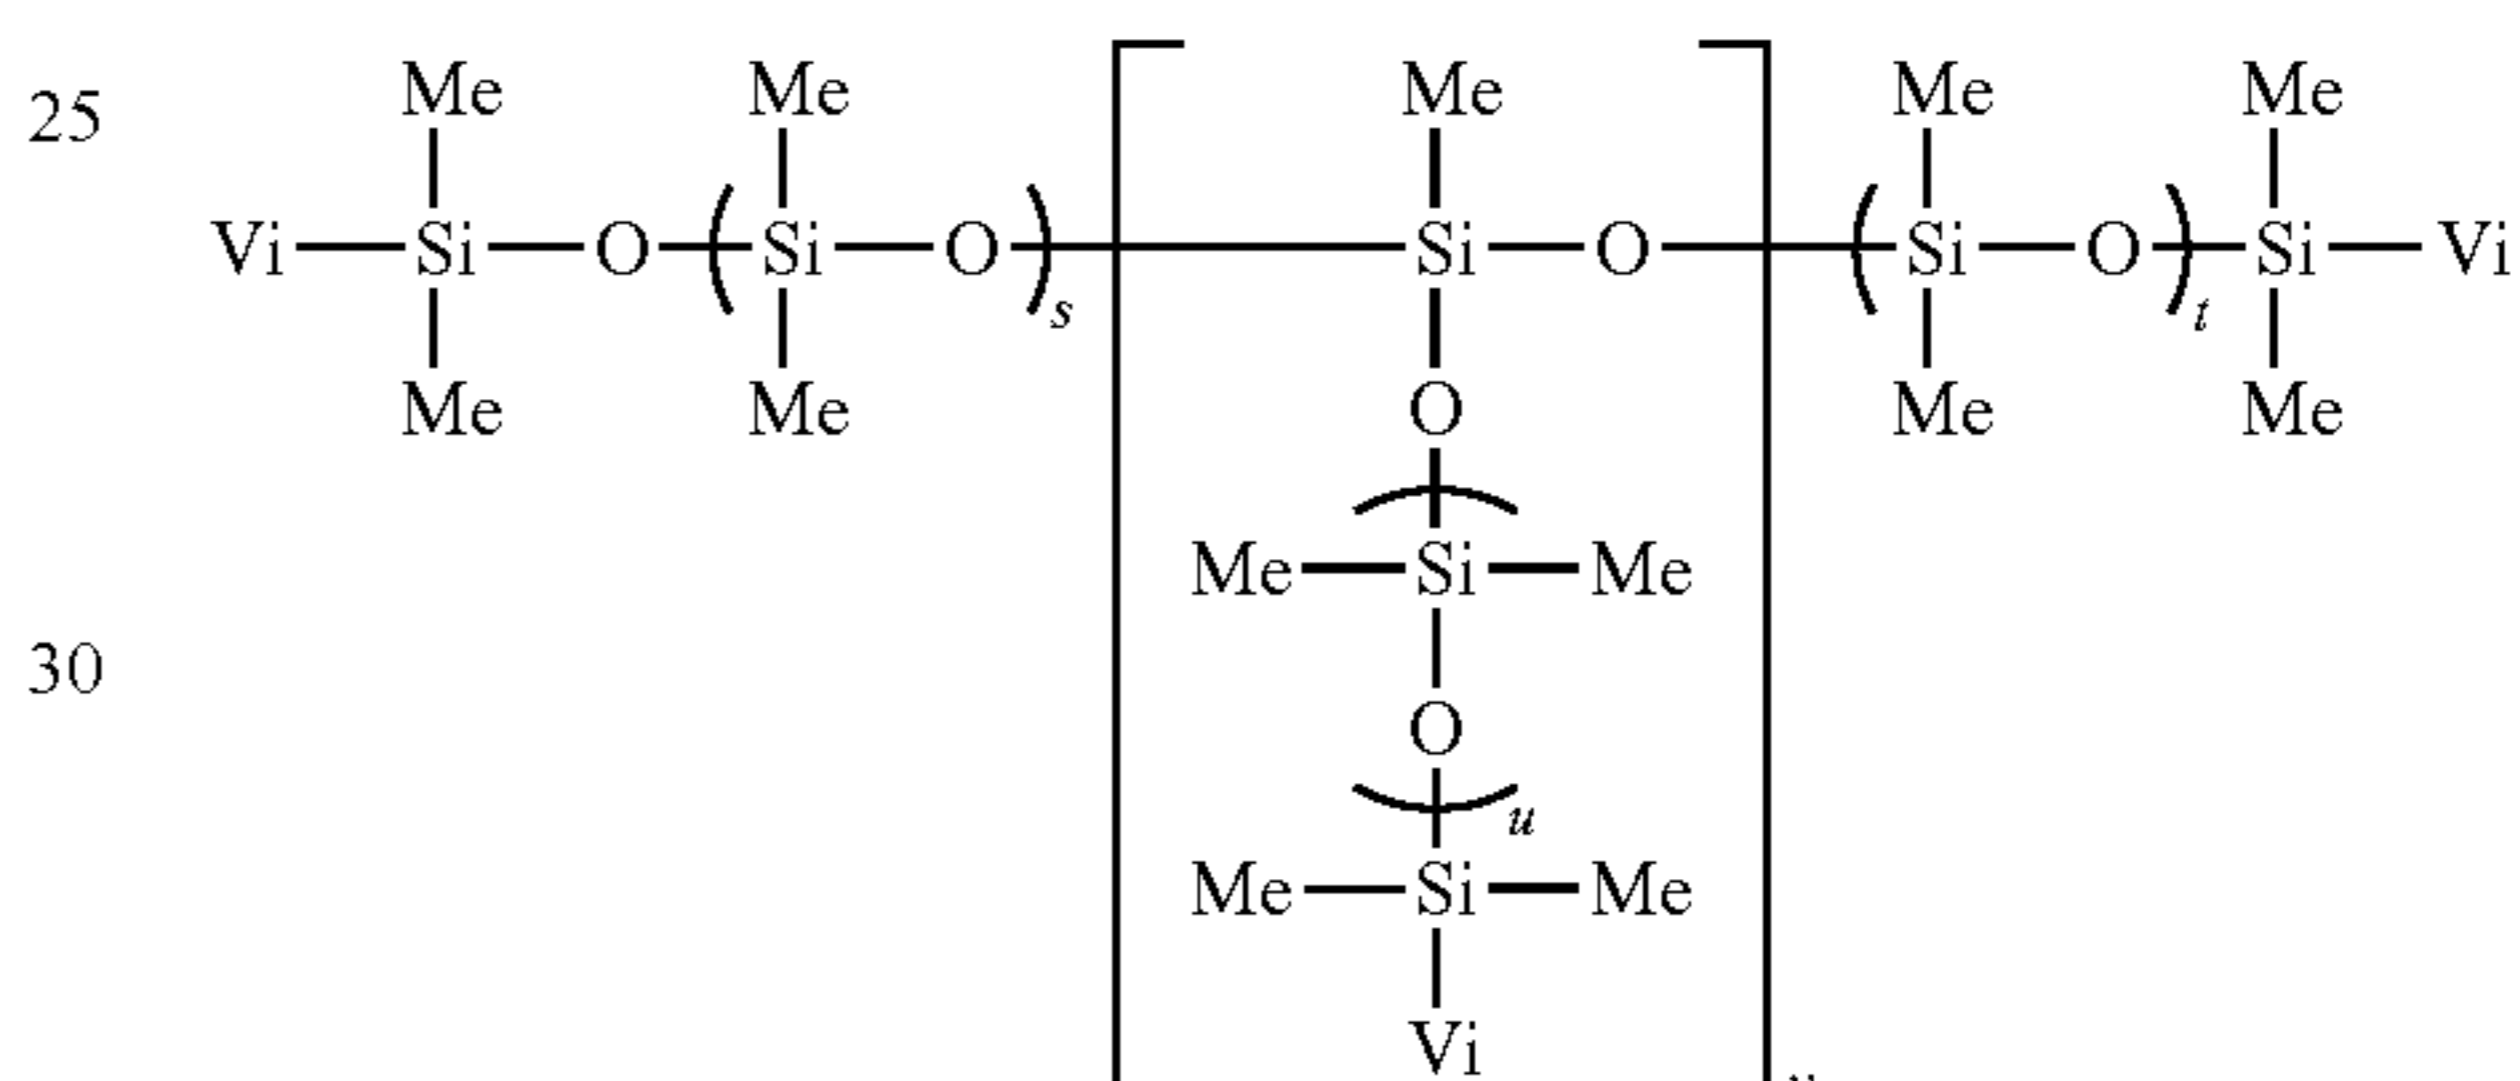 25 Me Me Me Me Me
Vi—Si—O—(Si—O)s—[Si—O]—(Si—O)t—Si—Vi
Me Me O Me Me
Me—Si—Me
30
O
u
Me—Si—Me
Vi